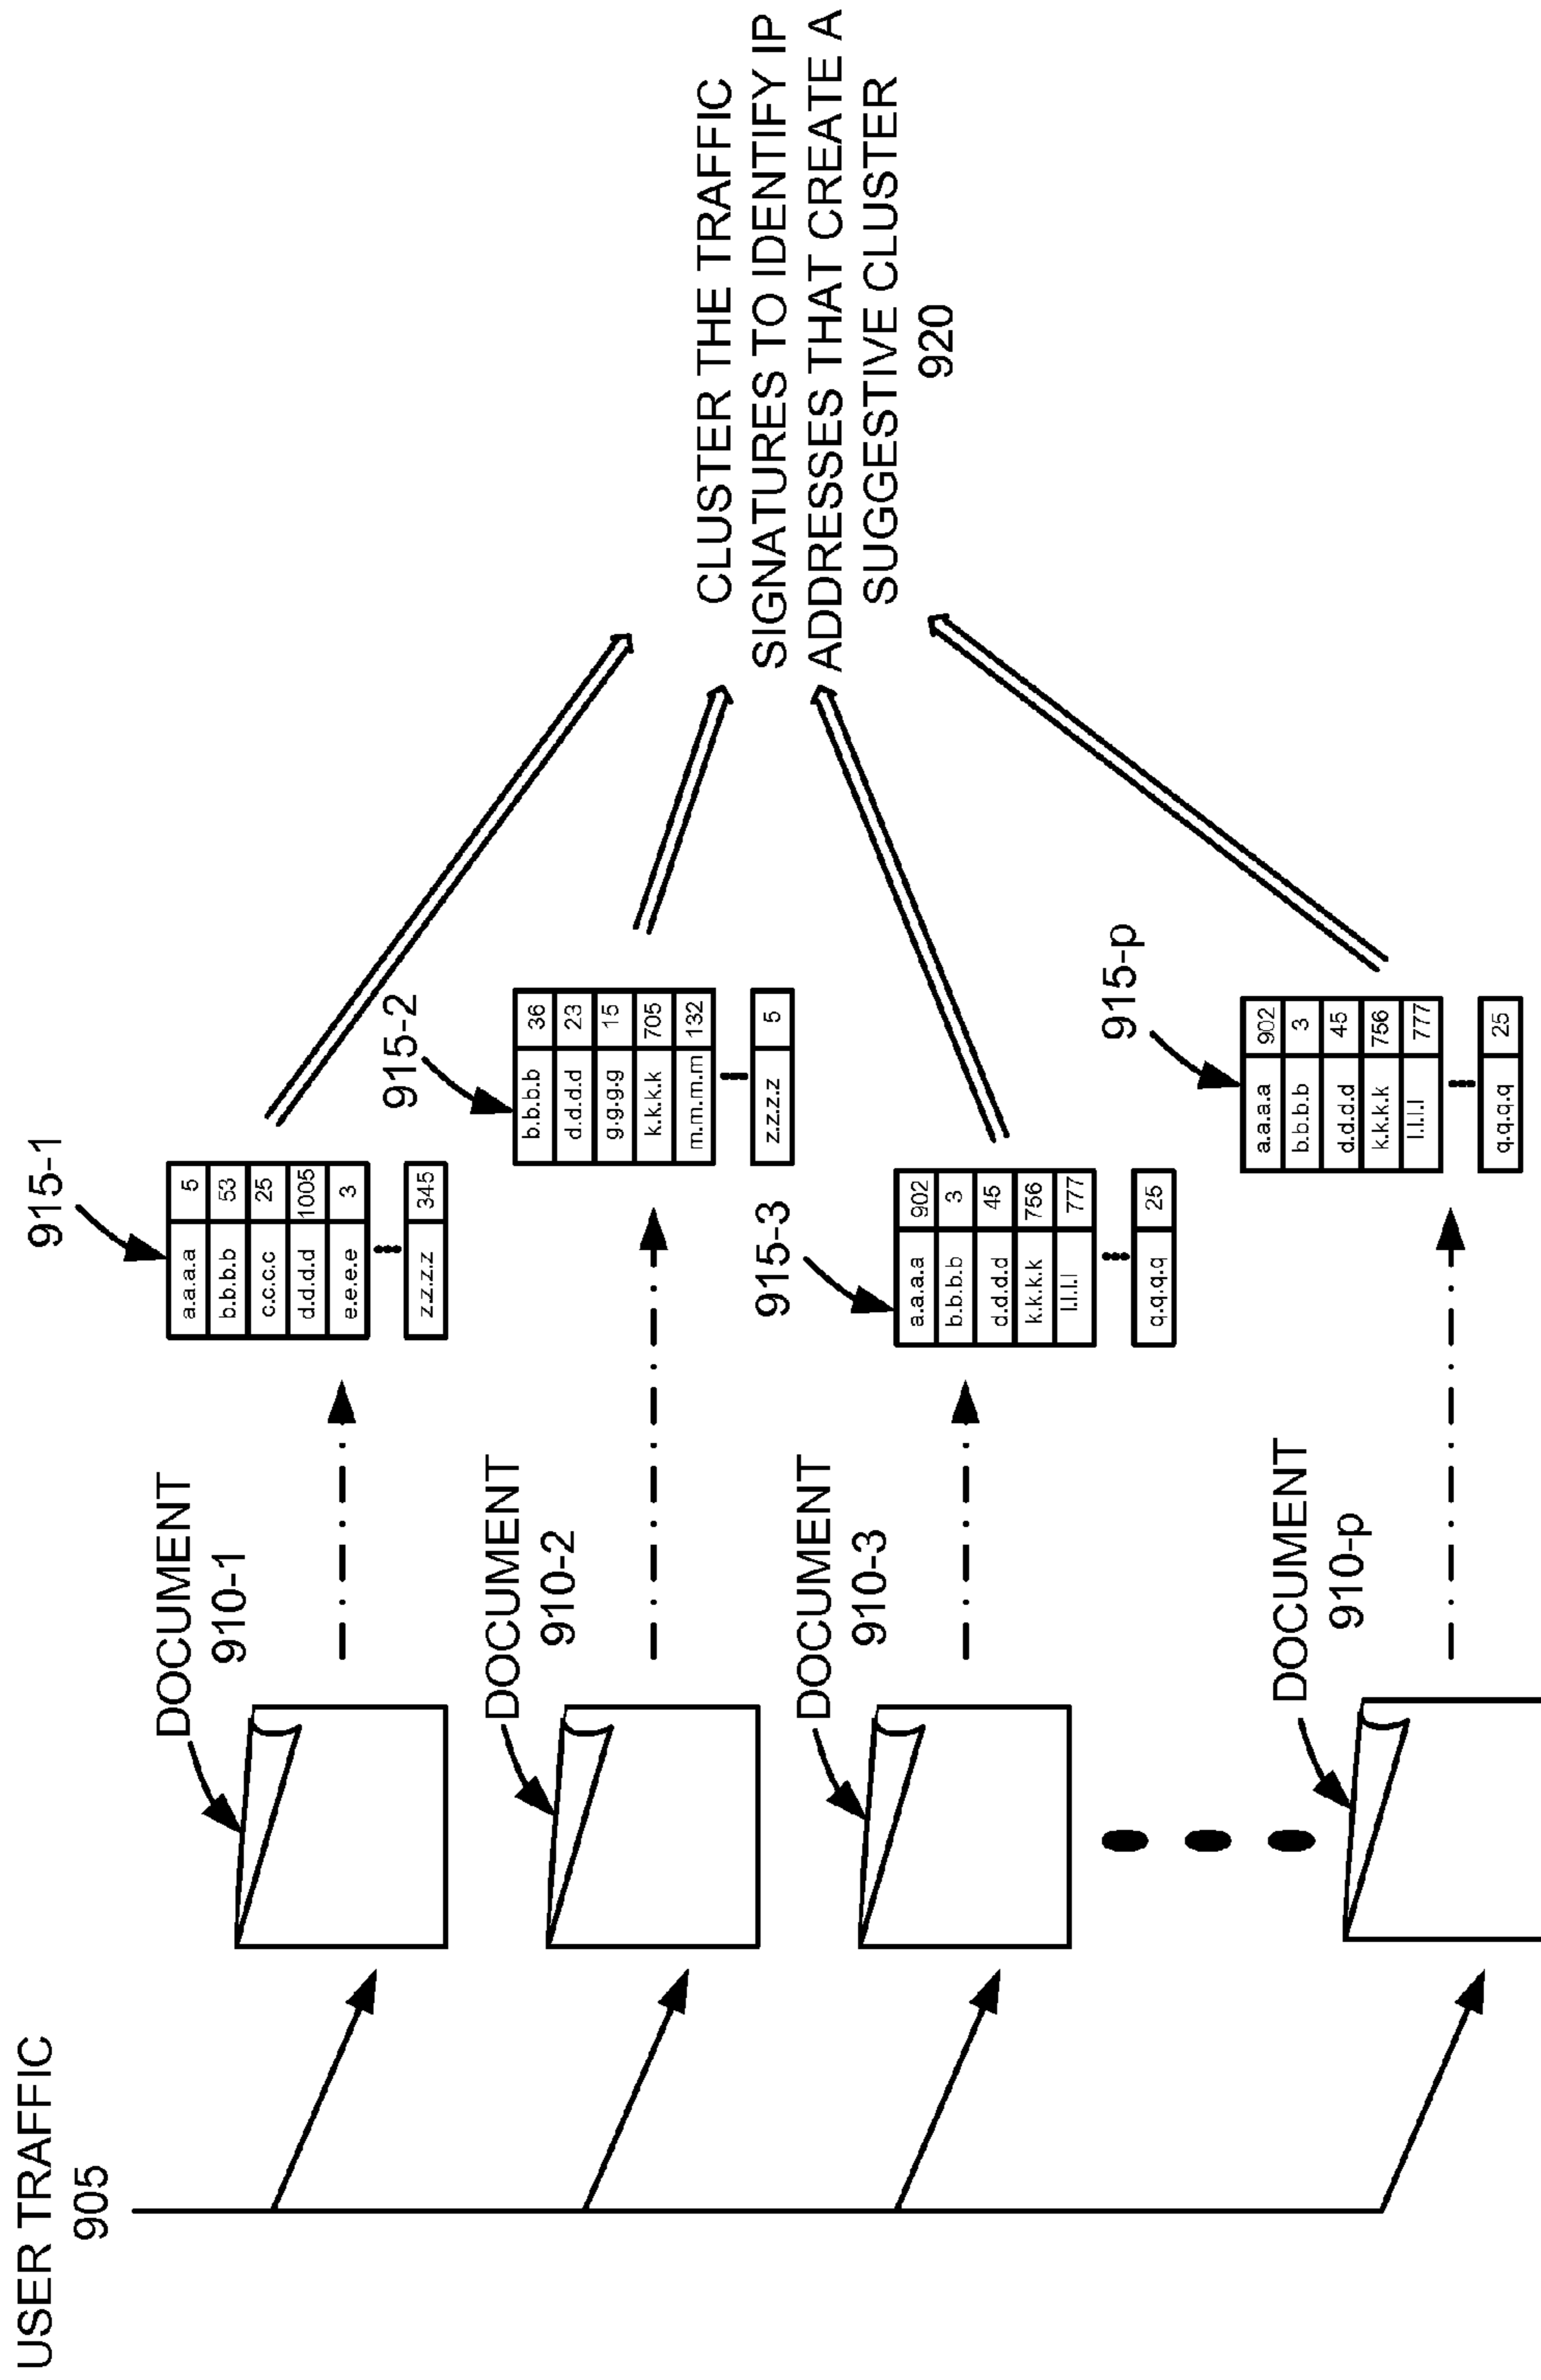 USER TRAFFIC
905
DOCUMENT
910-1
915-1
a.a.a.a 5
b.b.b.b 53
c.c.c.c 25
d.d.d.d 1005
e.e.e.e 3
z.z.z.z 345
DOCUMENT
910-2
915-2
b.b.b.b 36
d.d.d.d 23
g.g.g.g 15
k.k.k.k 705
m.m.m.m 132
z.z.z.z 5
DOCUMENT
910-3
915-3
a.a.a.a 902
b.b.b.b 3
d.d.d.d 45
k.k.k.k 756
l.l.l.l 777
q.q.q.q 25
DOCUMENT
910-p
915-p
a.a.a.a 902
b.b.b.b 3
d.d.d.d 45
k.k.k.k 756
l.l.l.l 777
q.q.q.q 25
CLUSTER THE TRAFFIC
SIGNATURES TO IDENTIFY IP
ADDRESSES THAT CREATE A
SUGGESTIVE CLUSTER
920